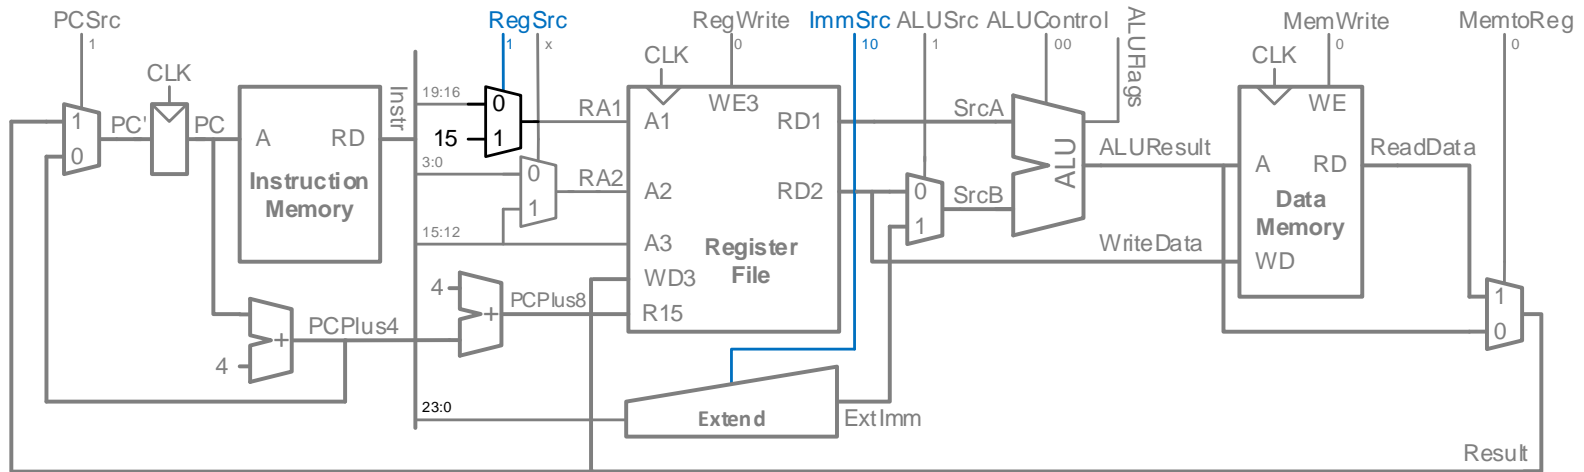 PCSrc
1
RegSrc
1
x
RegWrite
0
ImmSrc
10
ALUSrc
1
ALUControl
00
ALUFlags
MemWrite
0
MemtoReg
0
CLK
CLK
CLK
1
0
PC'
PC
A
RD
Instruction
Memory
Instr
19:16
0
15
1
RA1
3:0
0
1
RA2
15:12
A1
A2
A3
WD3
R15
WE3
RD1
RD2
Register
File
SrcA
0
1
SrcB
ALU
ALUResult
WriteData
WE
A
RD
Data
Memory
WD
ReadData
1
0
4
+
PCPlus4
4
+
PCPlus8
23:0
Extend
ExtImm
Result